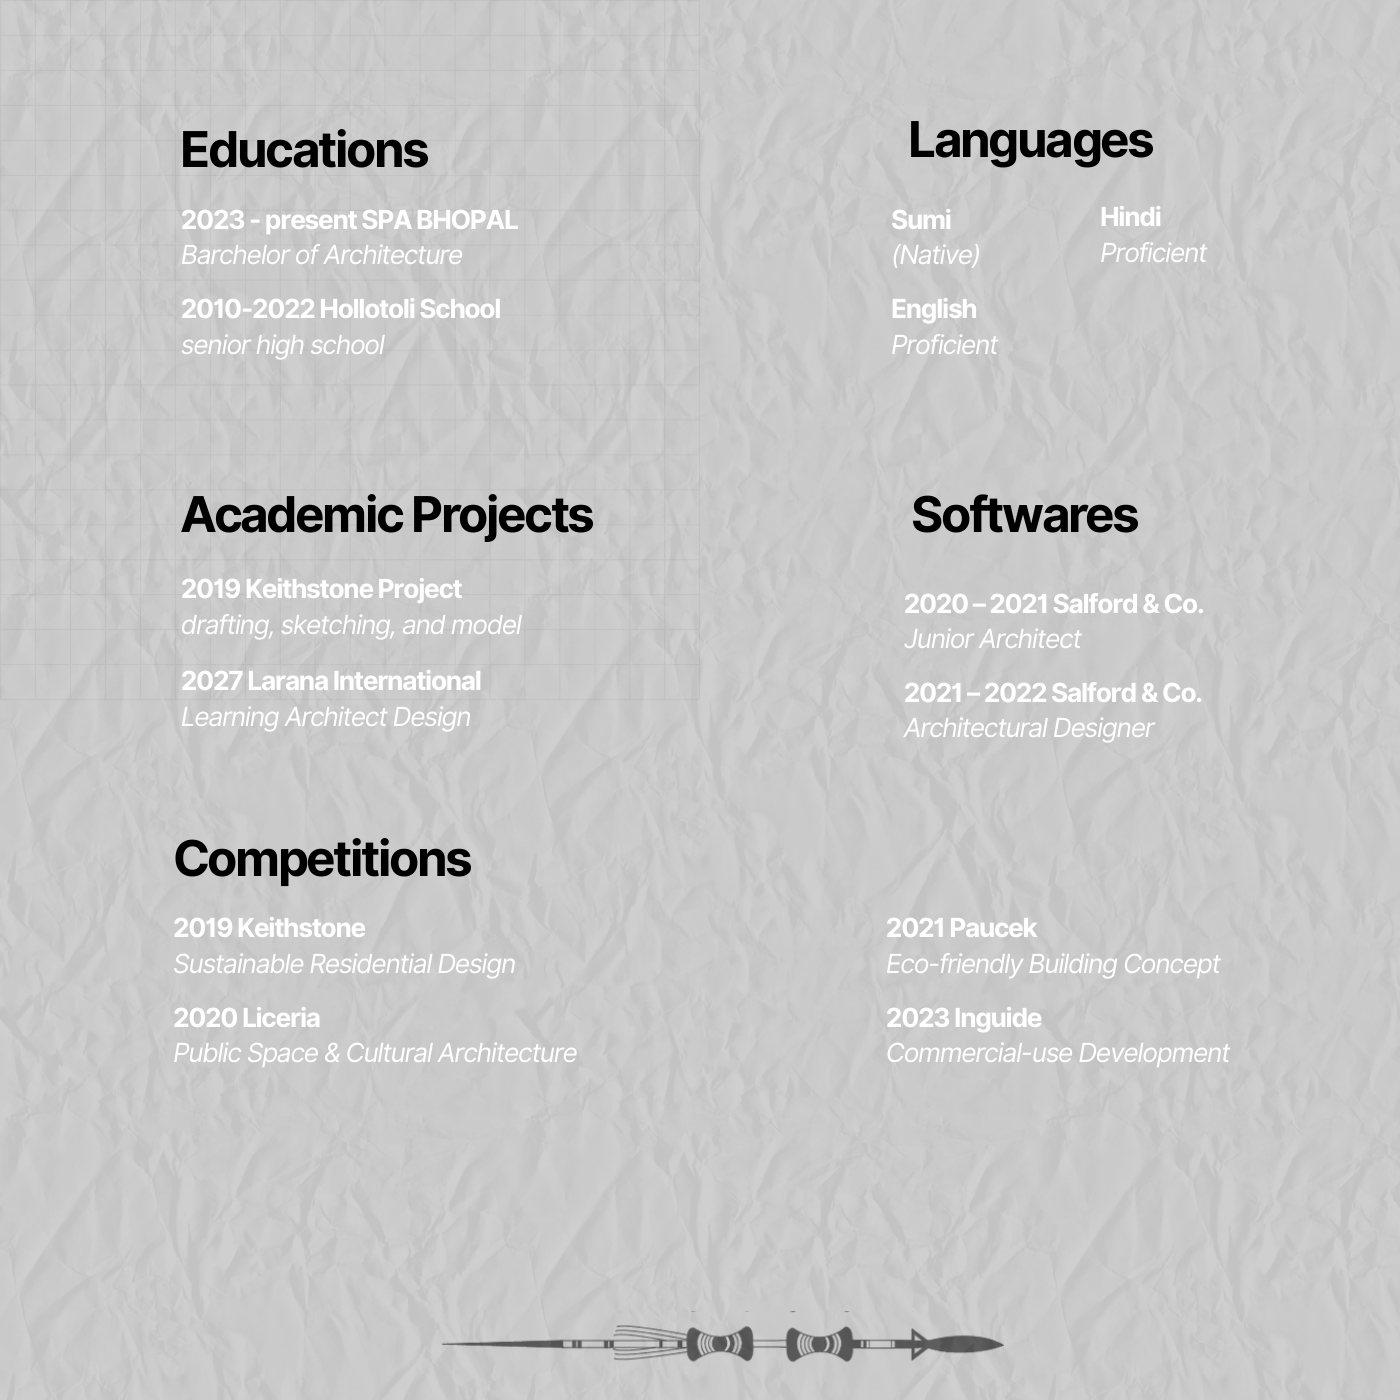 Educations
2023 - present SPA BHOPAL
Barchelor of Architecture
2010-2022 Hollotoli School
senior high school
Languages
Sumi
(Native)
Hindi
Proficient
English
Proficient
Academic Projects
2019 Keithstone Project
drafting, sketching, and model
2027 Larana International
Learning Architect Design
Softwares
2020 – 2021 Salford & Co.
Junior Architect
2021 – 2022 Salford & Co.
Architectural Designer
Competitions
2019 Keithstone
Sustainable Residential Design
2020 Liceria
Public Space & Cultural Architecture
2021 Paucek
Eco-friendly Building Concept
2023 Inguide
Commercial-use Development